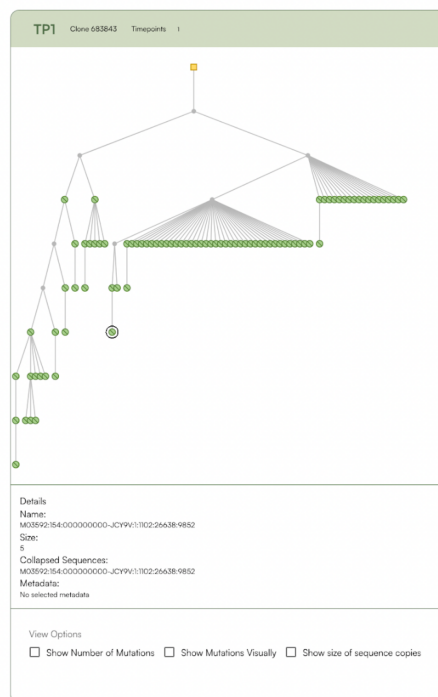 TP1 Clone 683843 Timepoints 1
Details
Name:
M03592:154:000000000-JCY9V:1:1102:26638:9852
Size:
5
Collapsed Sequences:
M03592:154:000000000-JCY9V:1:1102:26638:9852
Metadata:
No selected metadata
View Options
Show Number of Mutations Show Mutations Visually Show size of sequence copies